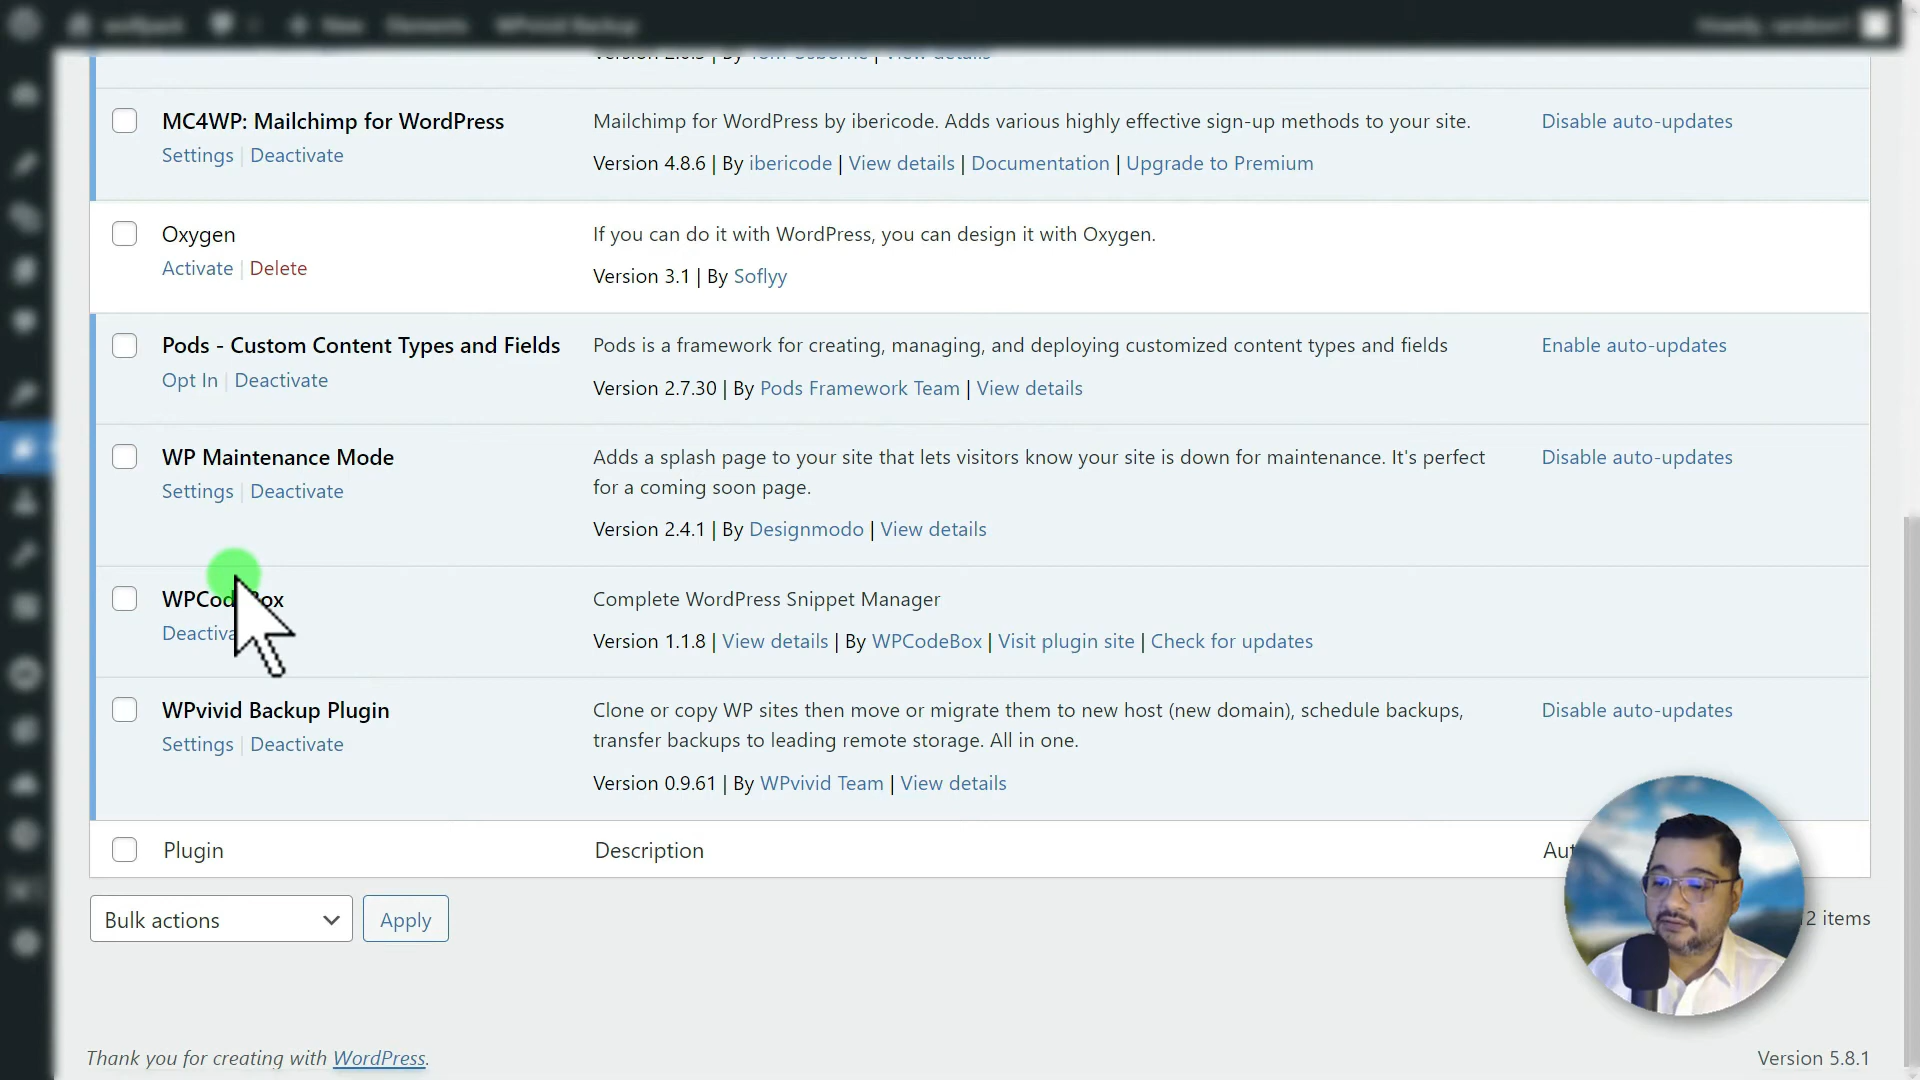 New Elements WPvivid Backup
MC4WP: Mailchimp for WordPress
Settings | Deactivate
Mailchimp for WordPress by ibericode. Adds various highly effective sign-up methods to your site.
Version 4.8.6 | By ibericode | View details | Documentation | Upgrade to Premium
Disable auto-updates
Oxygen
Activate | Delete
If you can do it with WordPress, you can design it with Oxygen.
Version 3.1 | By Soflyy
Pods - Custom Content Types and Fields
Opt In | Deactivate
Pods is a framework for creating, managing, and deploying customized content types and fields
Version 2.7.30 | By Pods Framework Team | View details
Enable auto-updates
WP Maintenance Mode
Settings | Deactivate
Adds a splash page to your site that lets visitors know your site is down for maintenance. It's perfect
for a coming soon page.
Version 2.4.1 | By Designmodo | View details
Disable auto-updates
Complete WordPress Snippet Manager
Version 1.1.8 | View details | By WPCodeBox | Visit plugin site | Check for updates
WPvivid Backup Plugin
Settings | Deactivate
Clone or copy WP sites then move or migrate them to new host (new domain), schedule backups,
transfer backups to leading remote storage. All in one.
Version 0.9.61 | By WPvivid Team | View details
Disable auto-updates
Plugin
Description
Bulk actions
Apply
items
Thank you for creating with WordPress.
Version 5.8.1